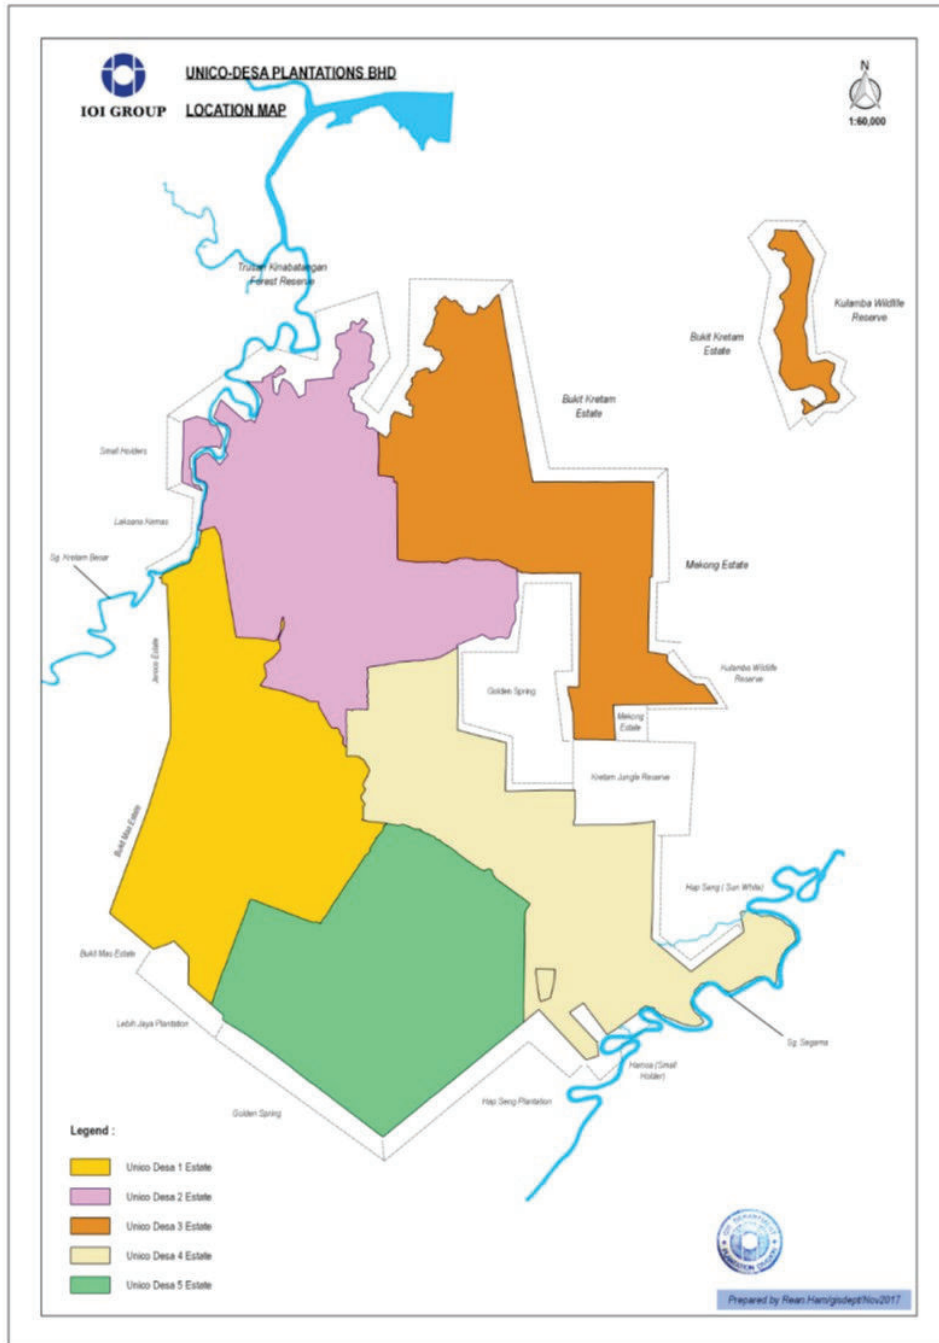 UNICO-DESA PLANTATIONS BHD
IOI GROUP
LOCATION MAP
N
1:60,000
Trusan Kinabatangan
Forest Reserve
Kulamba Wildlife
Reserve
Bukit Kretam
Estate
Bukit Kretam
Estate
Small Holders
Laksana Kemas
Sg. Kretam Besar
Mekong Estate
Jeroco Estate
Kulamba Wildlife
Reserve
Golden Spring
Mekong
Estate
Kretam Jungle Reserve
Bukit Mas Estate
Hap Seng ( Sun White)
Bukit Mas Estate
Lebih Jaya Plantation
Sg. Segama
Hamsa (Small
Holder)
Hap Seng Plantation
Golden Spring
Legend :
Unico Desa 1 Estate
Unico Desa 2 Estate
Unico Desa 3 Estate
Unico Desa 4 Estate
Unico Desa 5 Estate
PLANTATION DIVISION
Prepared by Rean.Ham/gisdept/Nov2017